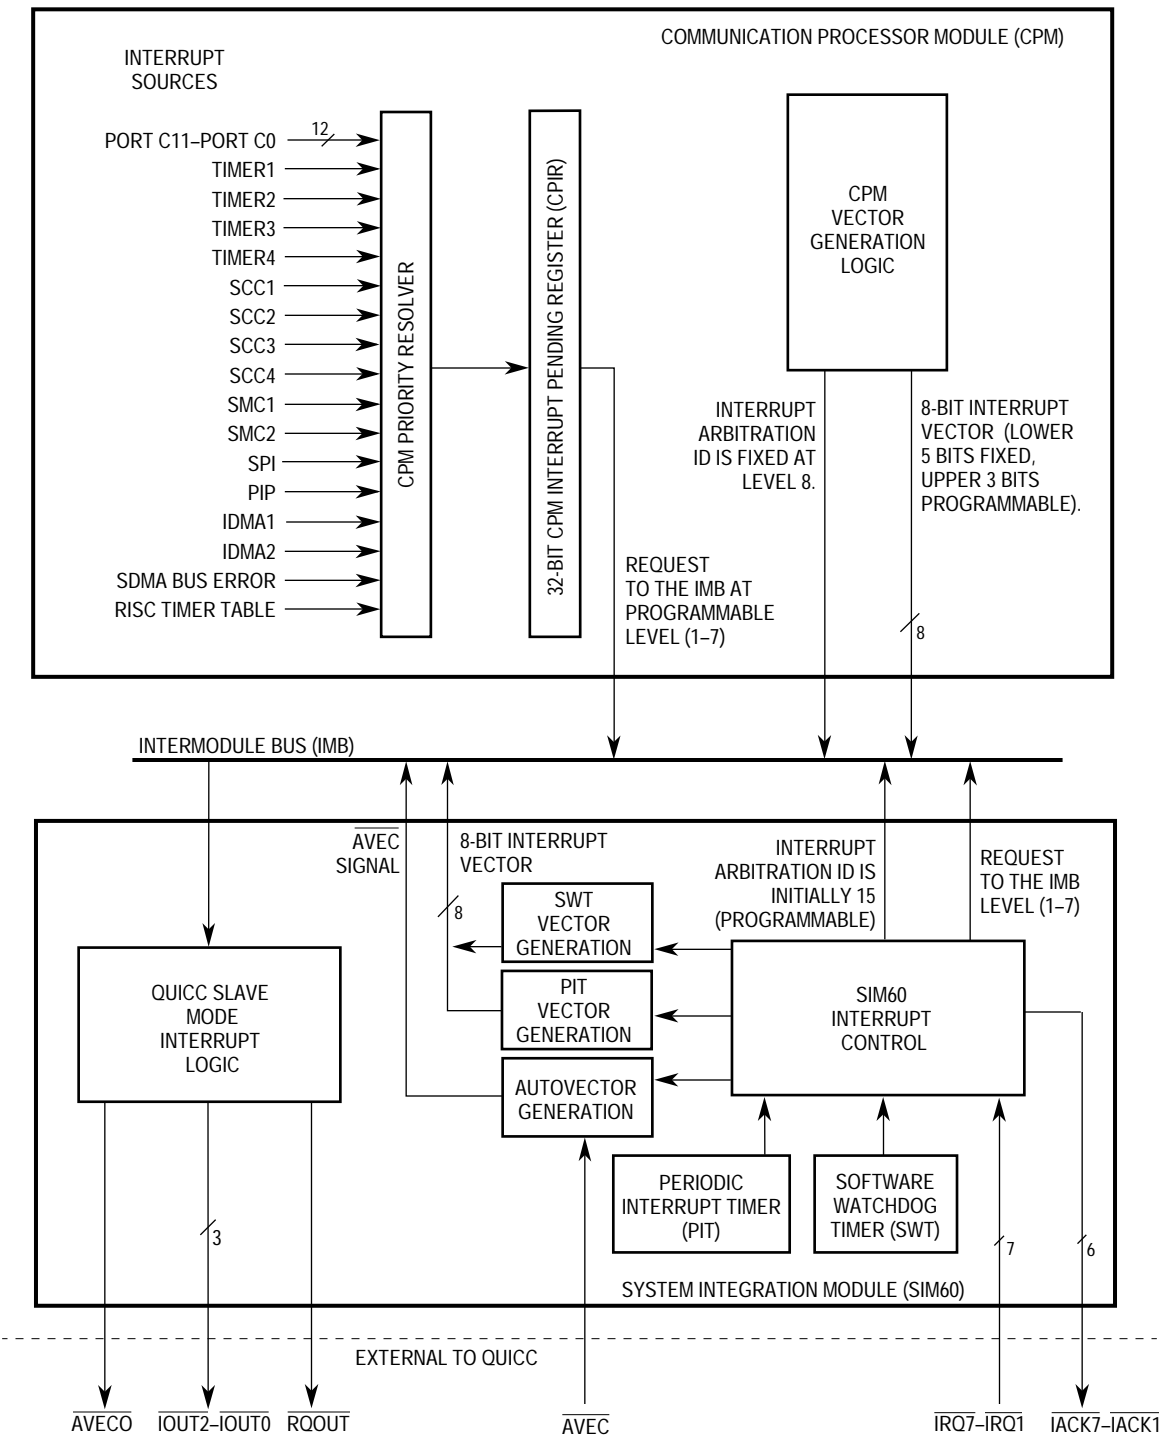 COMMUNICATION PROCESSOR MODULE (CPM)
INTERRUPT
SOURCES
PORT C11–PORT C0
12
TIMER1
TIMER2
TIMER3
TIMER4
SCC1
SCC2
SCC3
SCC4
SMC1
SMC2
SPI
PIP
IDMA1
IDMA2
SDMA BUS ERROR
RISC TIMER TABLE
CPM PRIORITY RESOLVER
32-BIT CPM INTERRUPT PENDING REGISTER (CPIR)
REQUEST
TO THE IMB AT
PROGRAMMABLE
LEVEL (1–7)
CPM
VECTOR
GENERATION
LOGIC
INTERRUPT
ARBITRATION
ID IS FIXED AT
LEVEL 8.
8-BIT INTERRUPT
VECTOR (LOWER
5 BITS FIXED,
UPPER 3 BITS
PROGRAMMABLE).
8
INTERMODULE BUS (IMB)
AVEC
SIGNAL
8-BIT INTERRUPT
VECTOR
8
INTERRUPT
ARBITRATION ID IS
INITIALLY 15
(PROGRAMMABLE)
REQUEST
TO THE IMB
LEVEL (1–7)
SWT
VECTOR
GENERATION
PIT
VECTOR
GENERATION
AUTOVECTOR
GENERATION
QUICC SLAVE
MODE
INTERRUPT
LOGIC
SIM60
INTERRUPT
CONTROL
PERIODIC
INTERRUPT TIMER
(PIT)
SOFTWARE
WATCHDOG
TIMER (SWT)
3
7
6
SYSTEM INTEGRATION MODULE (SIM60)
EXTERNAL TO QUICC
AVECO
IOUT2–IOUT0
RQOUT
AVEC
IRQ7–IRQ1
IACK7–IACK1